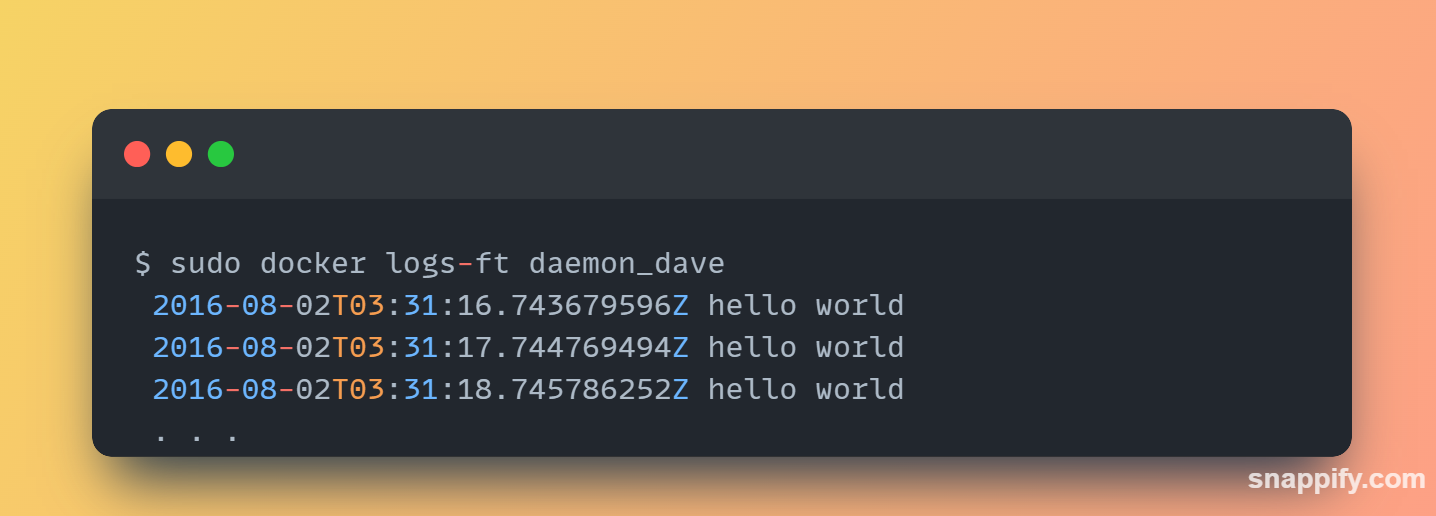 $ sudo docker logs-ft daemon_dave
2016-08-02T03:31:16.743679596Z hello world
2016-08-02T03:31:17.744769494Z hello world
2016-08-02T03:31:18.745786252Z hello world
. . .
snappify.com